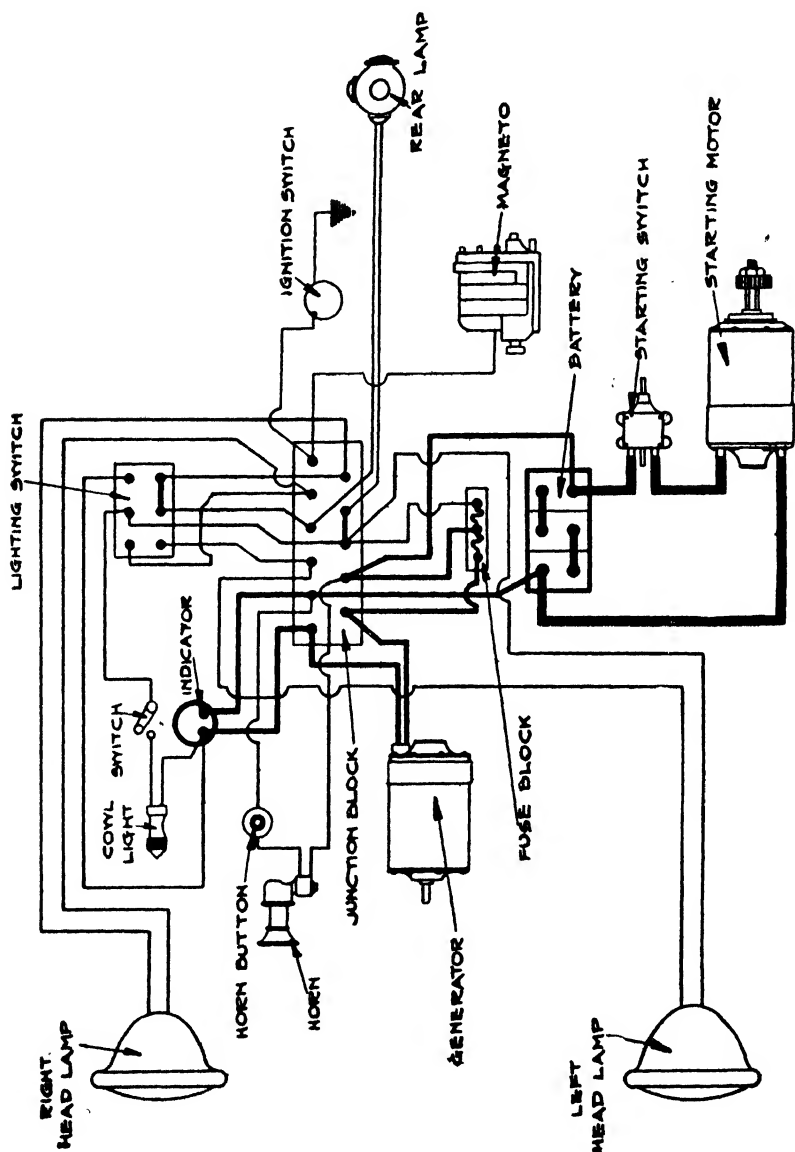 LIGHTING SWITCH
IGNITION SWITCH
REAR LAMP
MAGNETO
BATTERY
STARTING SWITCH
STARTING MOTOR
INDICATOR
SWITCH
COWL
LIGHT
HORN BUTTON
HORN
JUNCTION BLOCK
GENERATOR
FUSE BLOCK
RIGHT
HEAD LAMP
LEFT
HEAD LAMP